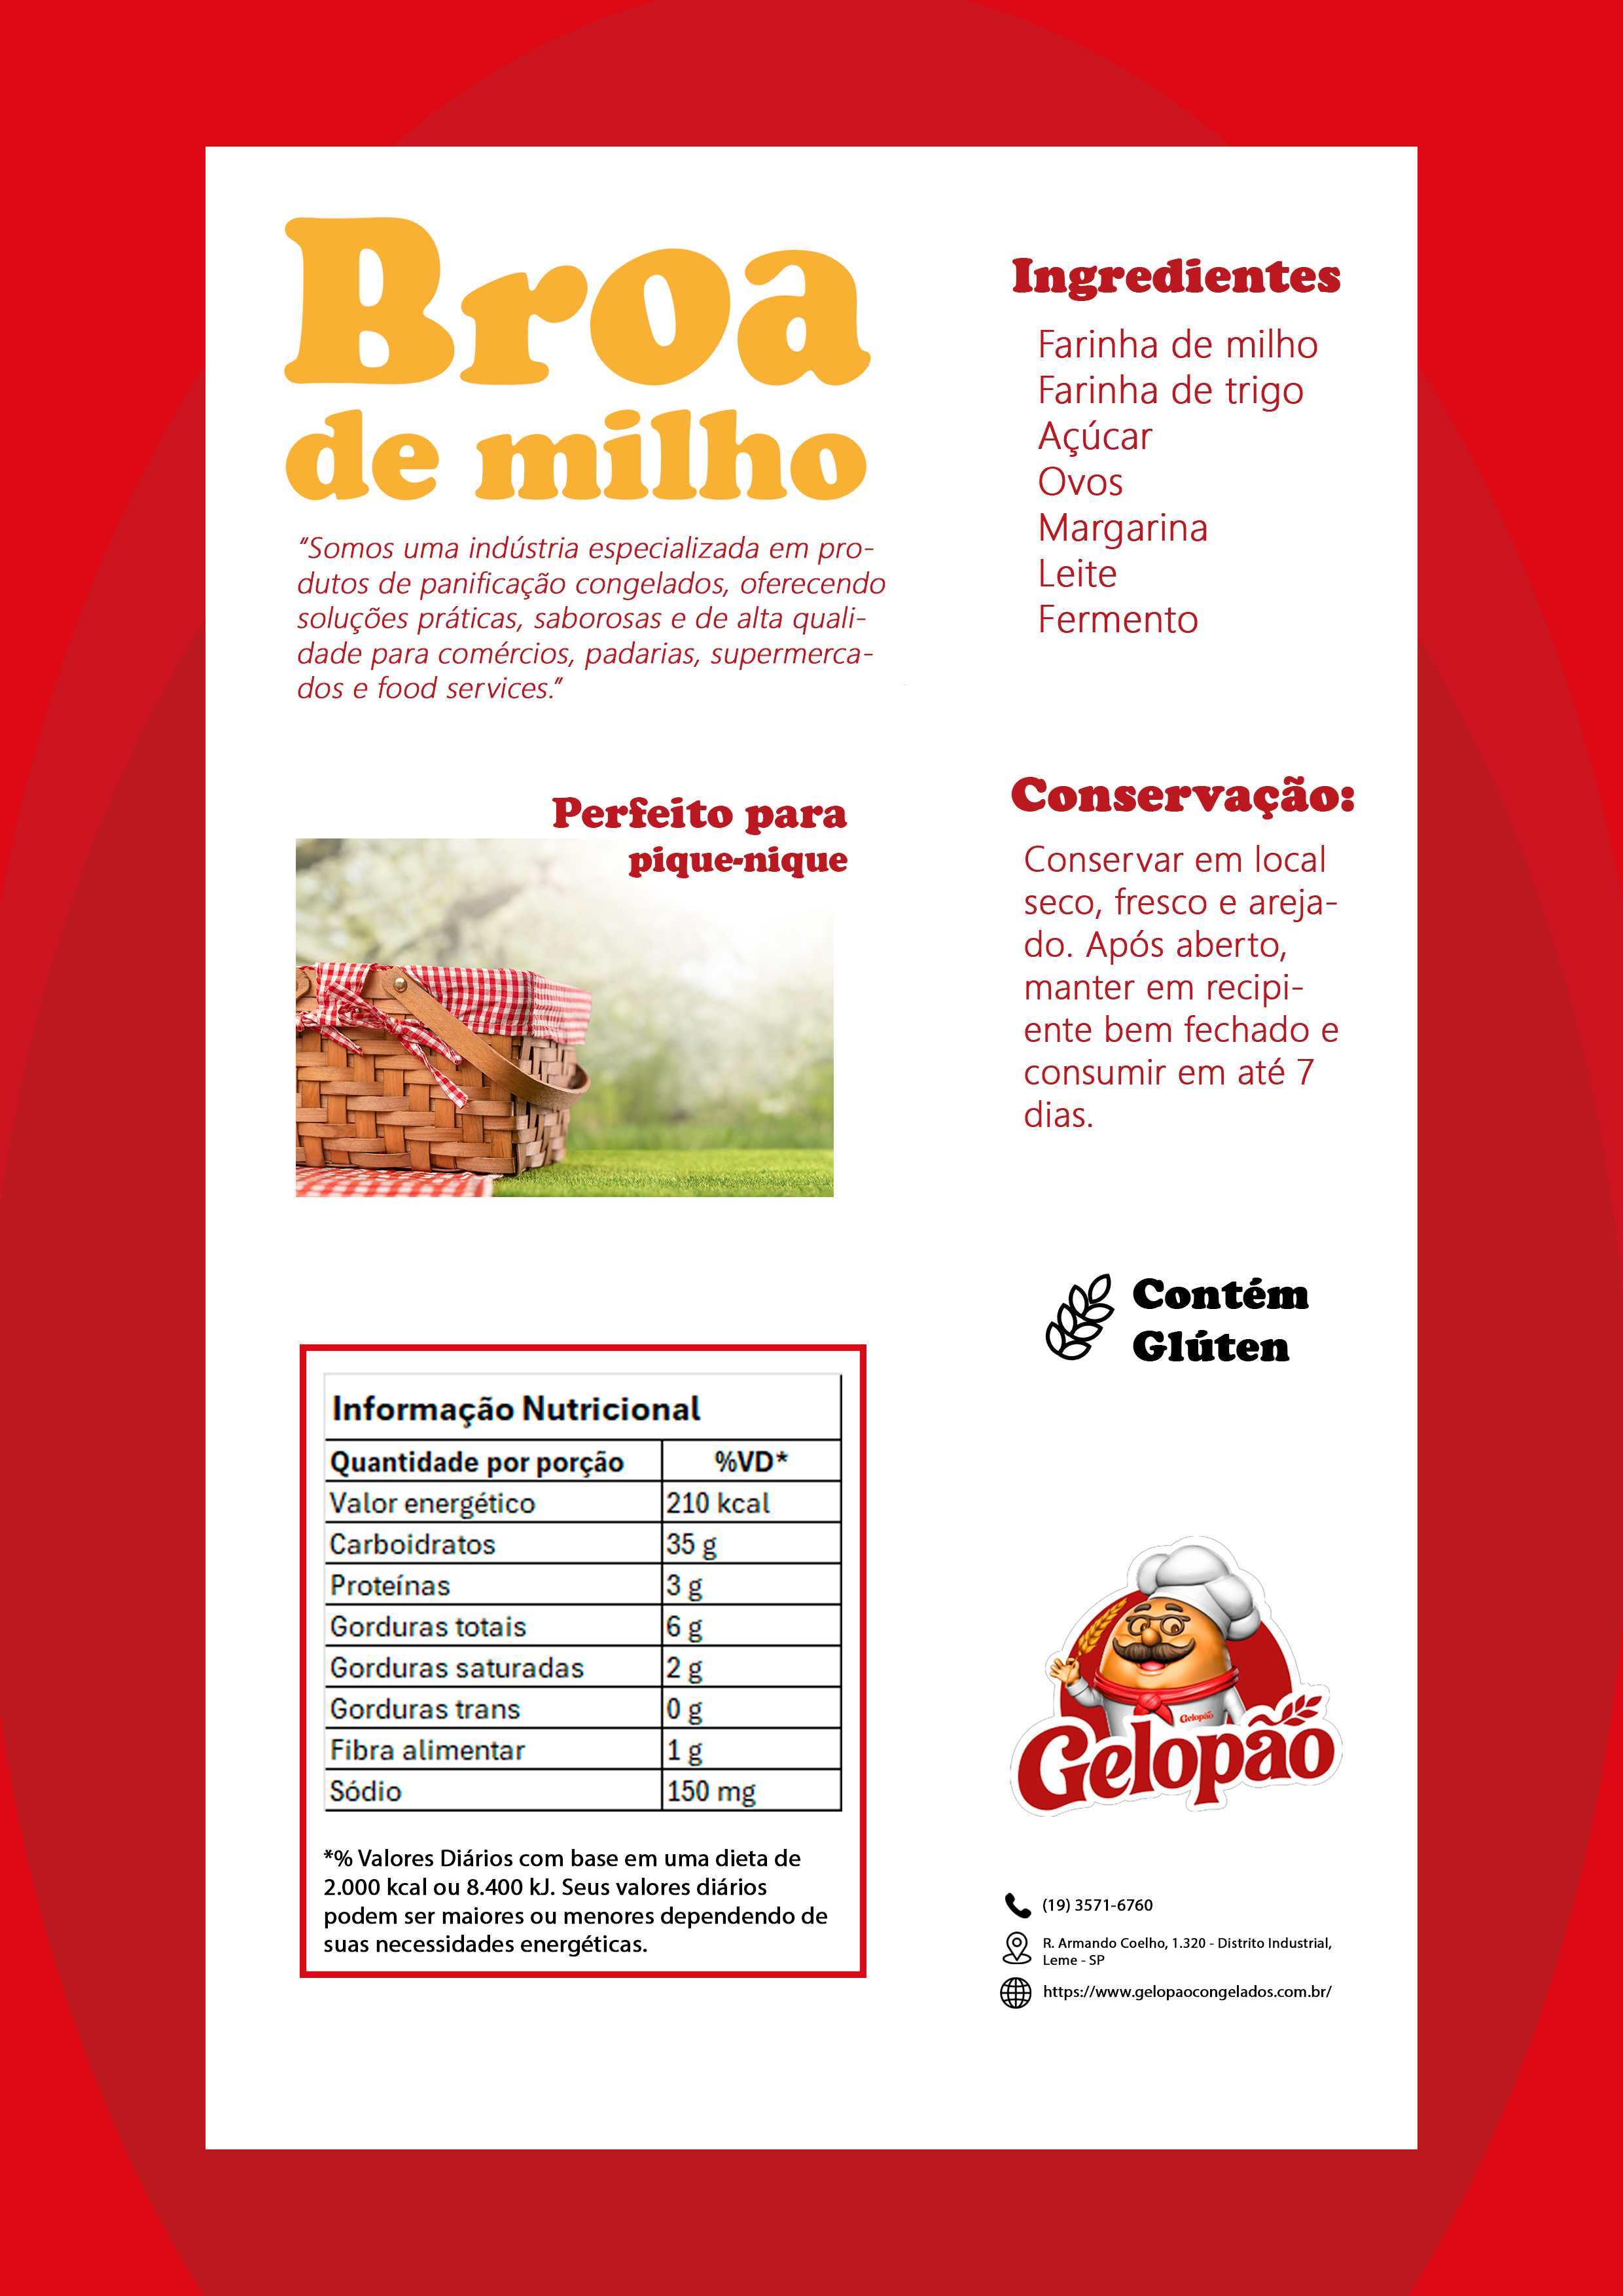 Broa
de milho
“Somos uma indústria especializada em pro-
dutos de panificação congelados, oferecendo
soluções práticas, saborosas e de alta quali-
dade para comércios, padarias, supermerca-
dos e food services.”
Perfeito para
pique-nique
Informação Nutricional
Quantidade por porção %VD*
Valor energético 210 kcal
Carboidratos 35 g
Proteínas 3 g
Gorduras totais 6 g
Gorduras saturadas 2 g
Gorduras trans 0 g
Fibra alimentar 1 g
Sódio 150 mg
*% Valores Diários com base em uma dieta de
2.000 kcal ou 8.400 kJ. Seus valores diários
podem ser maiores ou menores dependendo de
suas necessidades energéticas.
Ingredientes
Farinha de milho
Farinha de trigo
Açúcar
Ovos
Margarina
Leite
Fermento
Conservação:
Conservar em local
seco, fresco e areja-
do. Após aberto,
manter em recipi-
ente bem fechado e
consumir em até 7
dias.
Contém
Glúten
Gelopão
Gelopão
(19) 3571-6760
R. Armando Coelho, 1.320 - Distrito Industrial,
Leme - SP
https://www.gelopaocongelados.com.br/